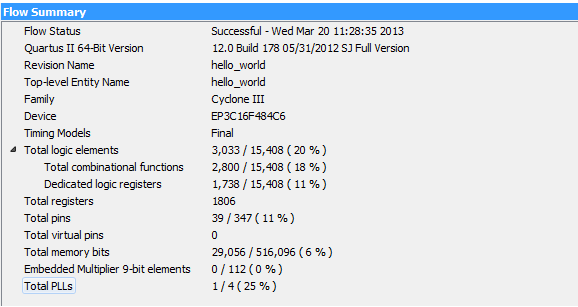 Flow Summary
Flow Status Successful - Wed Mar 20 11:28:35 2013
Quartus II 64-Bit Version 12.0 Build 178 05/31/2012 SJ Full Version
Revision Name hello_world
Top-level Entity Name hello_world
Family Cyclone III
Device EP3C16F484C6
Timing Models Final
Total logic elements 3,033 / 15,408 ( 20 % )
Total combinational functions 2,800 / 15,408 ( 18 % )
Dedicated logic registers 1,738 / 15,408 ( 11 % )
Total registers 1806
Total pins 39 / 347 ( 11 % )
Total virtual pins 0
Total memory bits 29,056 / 516,096 ( 6 % )
Embedded Multiplier 9-bit elements 0 / 112 ( 0 % )
Total PLLs 1 / 4 ( 25 % )